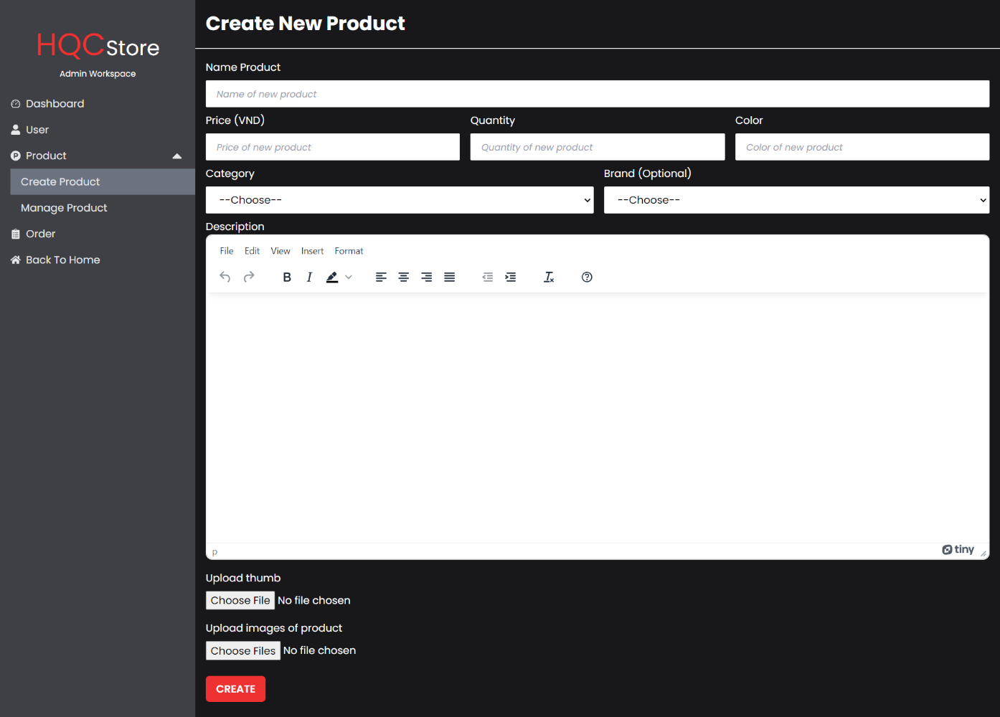 HQCStore
Admin Workspace
Dashboard
User
Product
Create Product
Manage Product
Order
Back To Home
Create New Product
Name Product
Name of new product
Price (VND) Quantity Color
Price of new product Quantity of new product Color of new product
Category Brand (Optional)
--Choose-- --Choose--
Description
File Edit View Insert Format
B I
p tiny
Upload thumb
Choose File No file chosen
Upload images of product
Choose Files No file chosen
CREATE